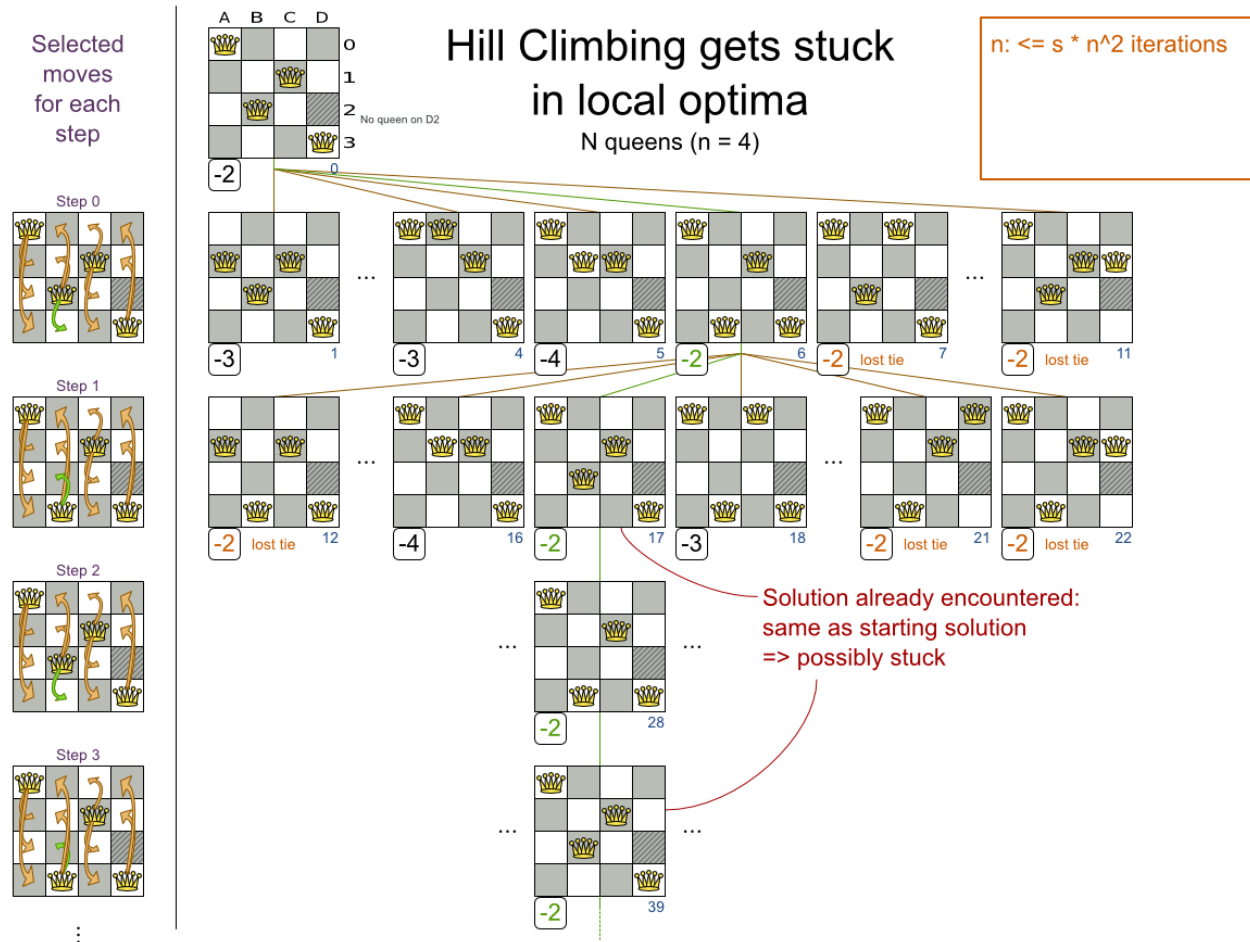 Selected
moves
for each
step
A B C D
0
1
2
3
No queen on D2
-2
0
Hill Climbing gets stuck
in local optima
N queens (n = 4)
n: <= s * n^2 iterations
Step 0
...
...
-3
1
-3
4
-4
5
-2
6
-2
lost tie
7
-2
lost tie
11
Step 1
...
...
-2
lost tie
12
-4
16
-2
17
-3
18
-2
lost tie
21
-2
lost tie
22
Step 2
...
...
-2
28
Solution already encountered:
same as starting solution
=> possibly stuck
Step 3
...
...
-2
39
...